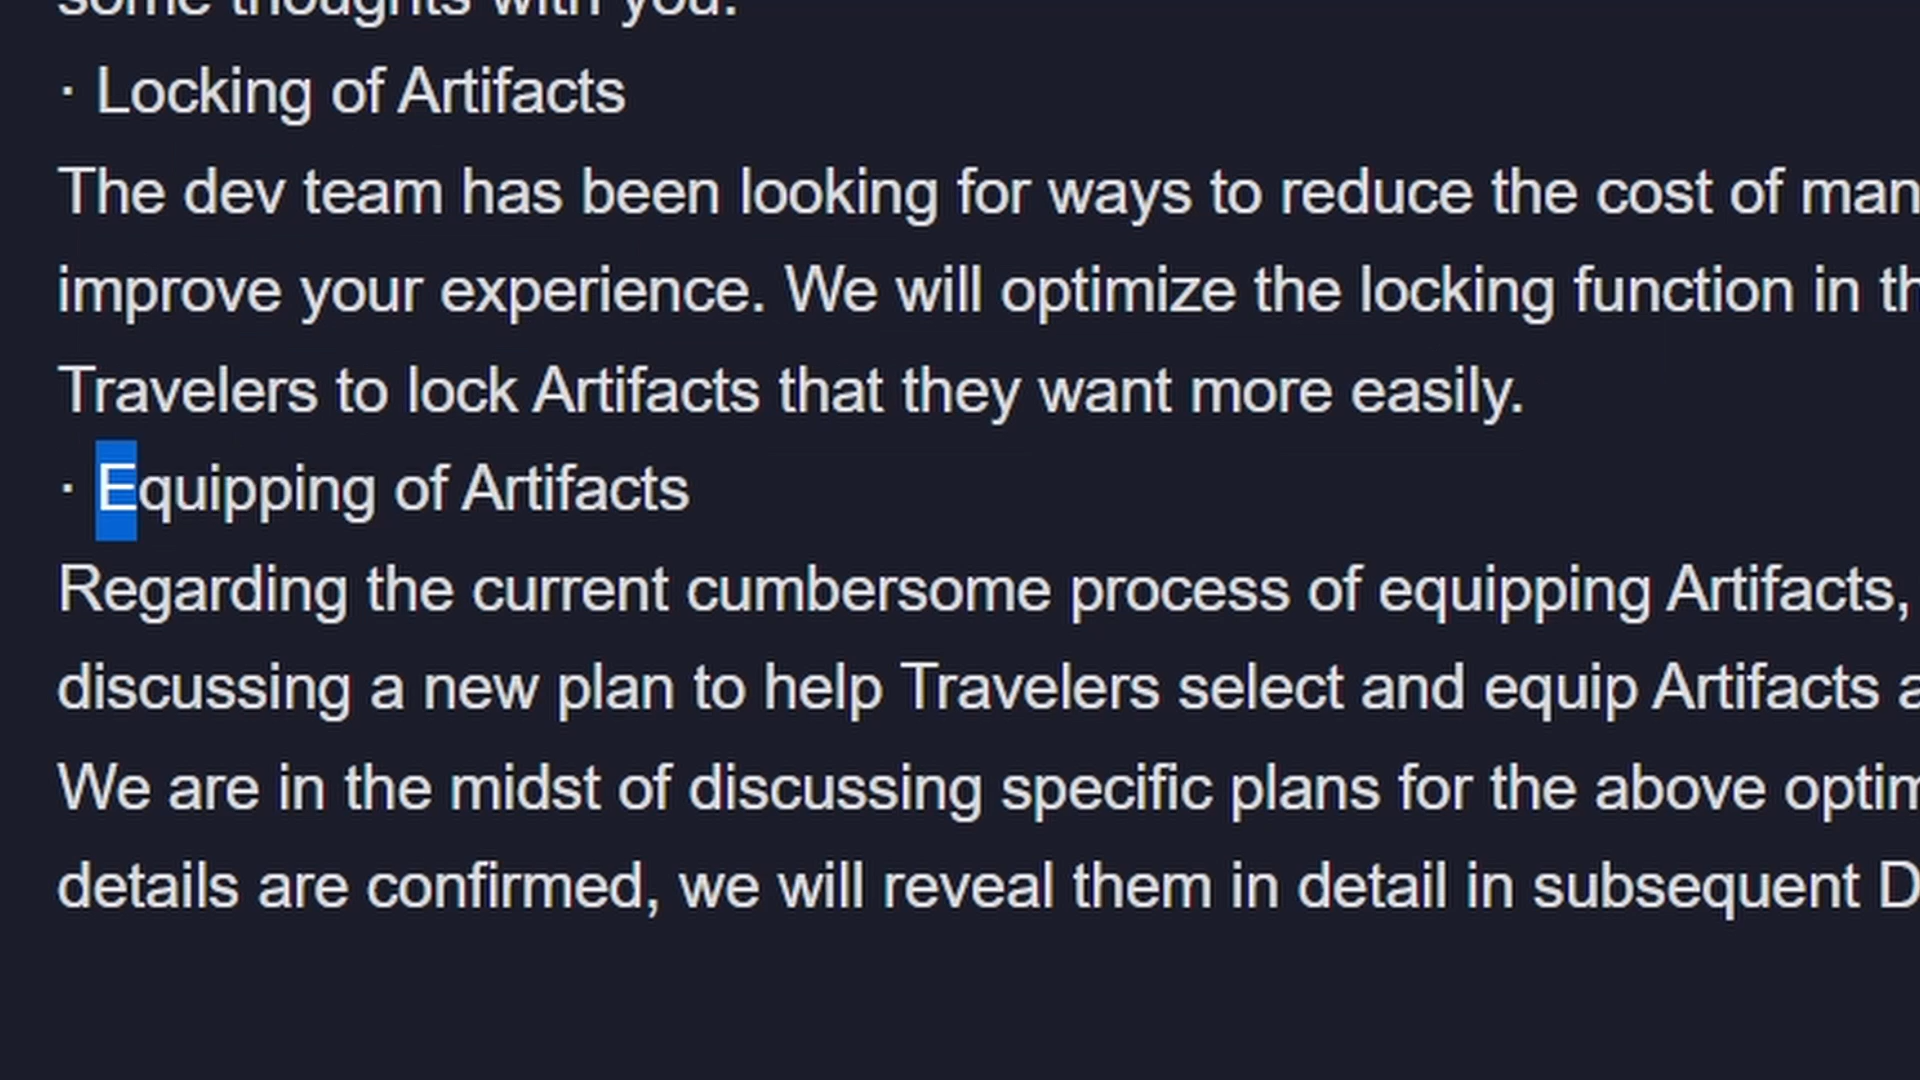 some thoughts with you.
· Locking of Artifacts
The dev team has been looking for ways to reduce the cost of man
improve your experience. We will optimize the locking function in th
Travelers to lock Artifacts that they want more easily.
· Equipping of Artifacts
Regarding the current cumbersome process of equipping Artifacts,
discussing a new plan to help Travelers select and equip Artifacts a
We are in the midst of discussing specific plans for the above optim
details are confirmed, we will reveal them in detail in subsequent D